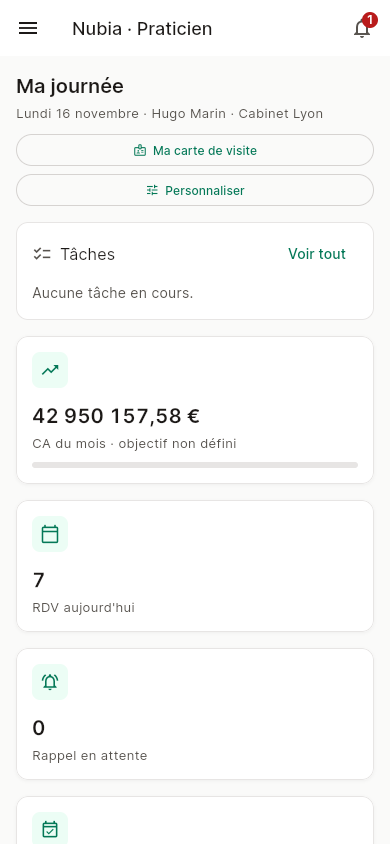 Nubia · Praticien
1
Ma journée
Lundi 16 novembre · Hugo Marin · Cabinet Lyon
Ma carte de visite
Personnaliser
Tâches
Voir tout
Aucune tâche en cours.
42 950 157,58 €
CA du mois · objectif non défini
7
RDV aujourd'hui
0
Rappel en attente